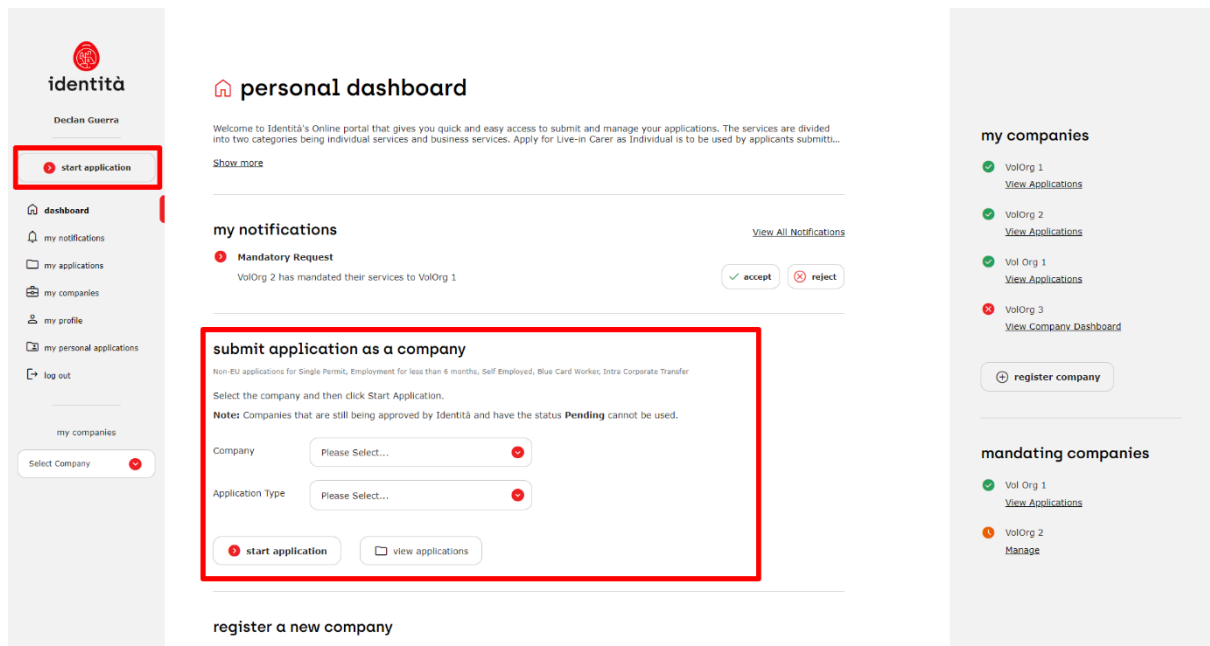 identità
Declan Guerra
start application
dashboard
my notifications
my applications
my companies
my profile
my personal applications
log out
my companies
Select Company
personal dashboard
Welcome to Identità's Online portal that gives you quick and easy access to submit and manage your applications. The services are divided
into two categories being individual services and business services. Apply for Live-in Carer as Individual is to be used by applicants submitti...
Show more
my notifications
View All Notifications
Mandatory Request
VolOrg 2 has mandated their services to VolOrg 1
accept
reject
submit application as a company
Non-EU applications for Single Permit, Employment for less than 6 months, Self Employed, Blue Card Worker, Intra Corporate Transfer
Select the company and then click Start Application.
Note: Companies that are still being approved by Identità and have the status Pending cannot be used.
Company
Please Select...
Application Type
Please Select...
start application
view applications
register a new company
my companies
VolOrg 1
View Applications
VolOrg 2
View Applications
Vol Org 1
View Applications
VolOrg 3
View Company Dashboard
register company
mandating companies
Vol Org 1
View Applications
VolOrg 2
Manage